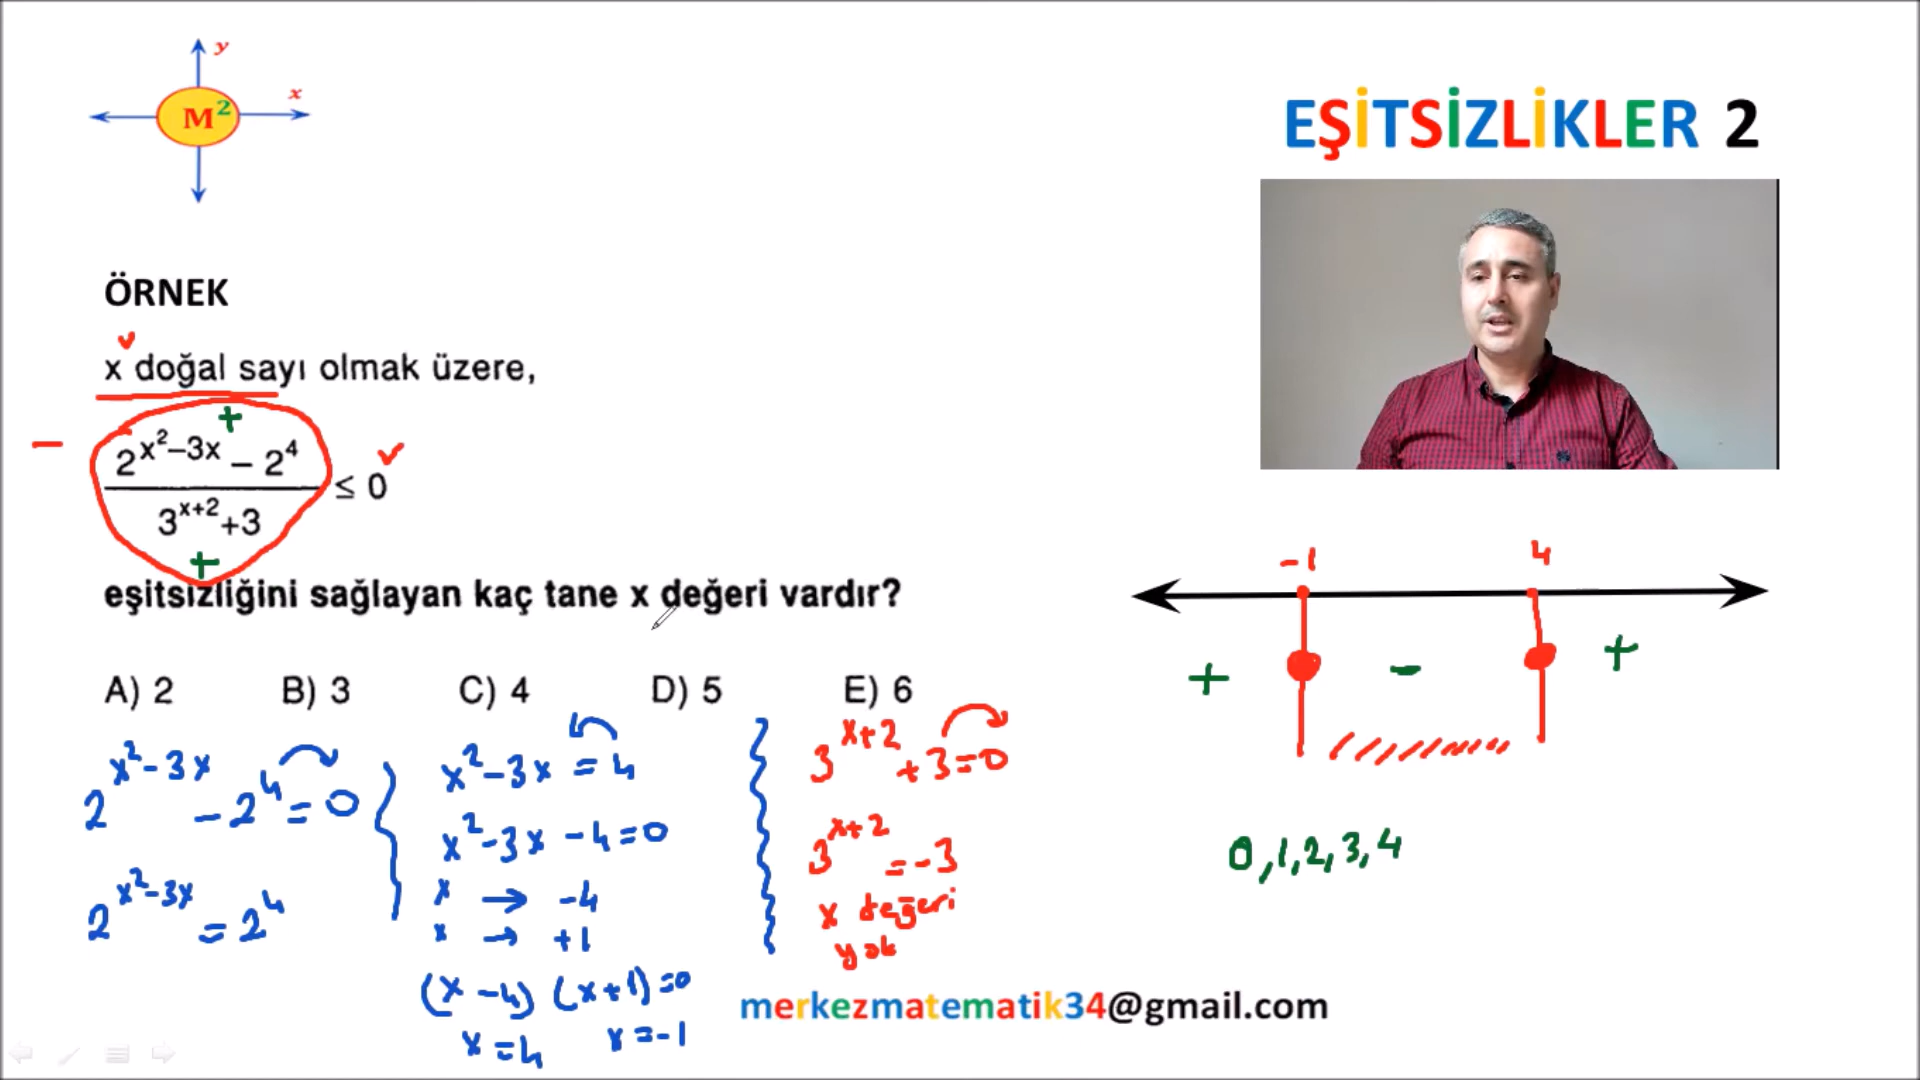 y
x
M²
EŞİTSİZLİKLER 2
ÖRNEK
x doğal sayı olmak üzere,
+
−
2^(x²−3x) − 2⁴
≤ 0
3^(x+2) + 3
+
eşitsizliğini sağlayan kaç tane x değeri vardır?
A) 2 B) 3 C) 4 D) 5 E) 6
2^(x²-3x) - 2⁴ = 0
2^(x²-3x) = 2⁴
x² - 3x = 4
x² - 3x - 4 = 0
x → -4
x → +1
(x - 4) (x + 1) = 0
x = 4 x = -1
3^(x+2) + 3 = 0
3^(x+2) = -3
x değeri
yok
-1 4
+ - +
0, 1, 2, 3, 4
merkezmatematik34@gmail.com